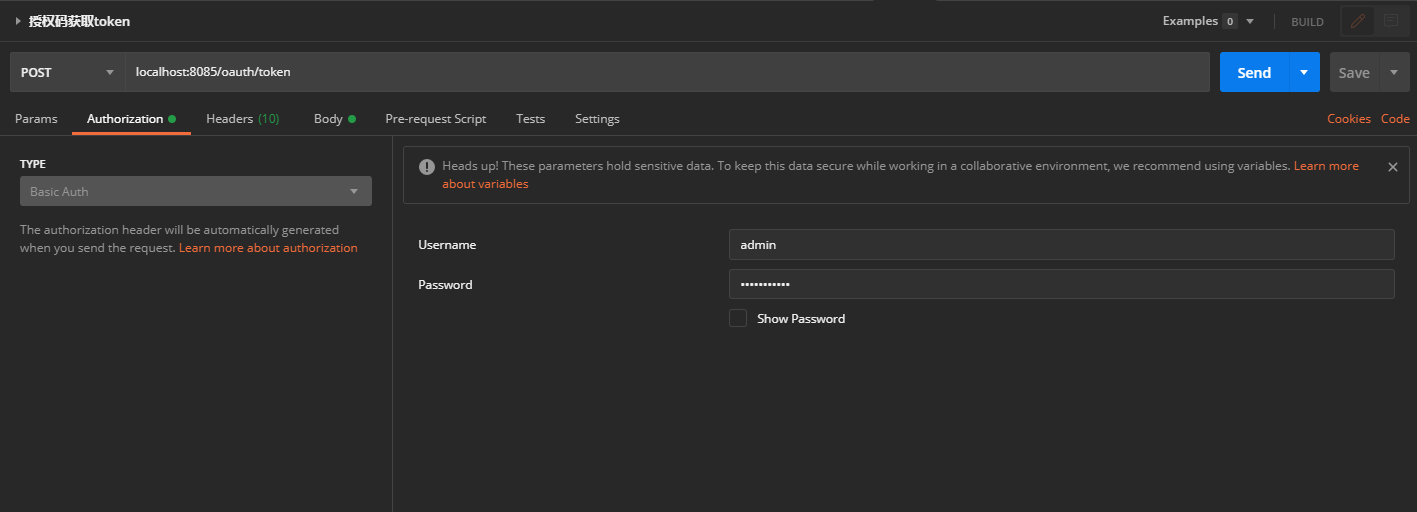 授权码获取token
Examples 0
BUILD
POST
localhost:8085/oauth/token
Send
Save
Params
Authorization
Headers (10)
Body
Pre-request Script
Tests
Settings
Cookies
Code
TYPE
Basic Auth
The authorization header will be automatically generated
when you send the request. Learn more about authorization
Heads up! These parameters hold sensitive data. To keep this data secure while working in a collaborative environment, we recommend using variables. Learn more
about variables
Username
admin
Password
•••••••••••
Show Password